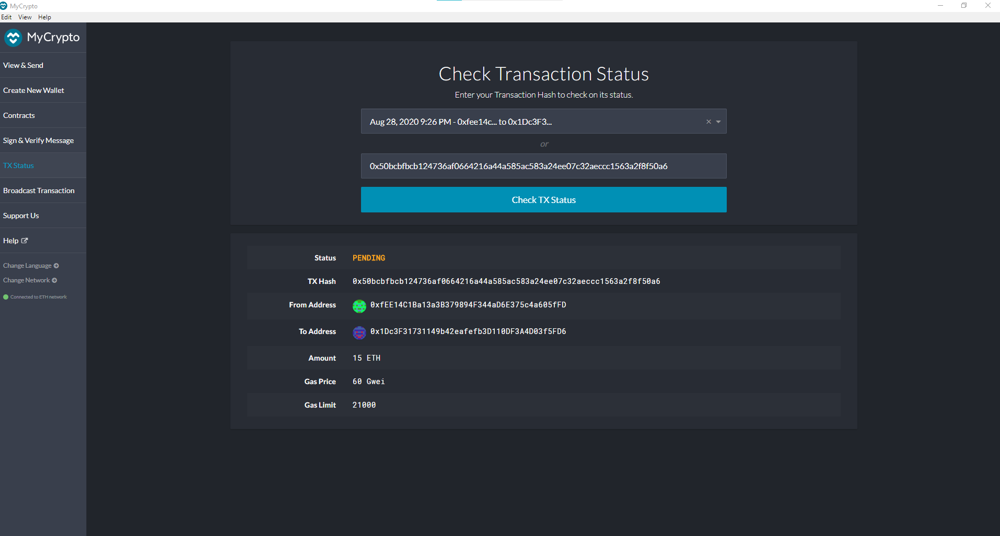 MyCrypto
Edit View Help
MyCrypto
View & Send
Create New Wallet
Contracts
Sign & Verify Message
TX Status
Broadcast Transaction
Support Us
Help
Change Language
Change Network
Connected to ETH network
Check Transaction Status
Enter your Transaction Hash to check on its status.
Aug 28, 2020 9:26 PM - 0xfee14c... to 0x1Dc3F3...
or
0x50bcbfbcb124736af0664216a44a585ac583a24ee07c32aeccc1563a2f8f50a6
Check TX Status
Status PENDING
TX Hash 0x50bcbfbcb124736af0664216a44a585ac583a24ee07c32aeccc1563a2f8f50a6
From Address 0xfEE14C1Ba13a3B379894F344aD6E375c4a605fFD
To Address 0x1Dc3F31731149b42eafefb3D110DF3A4D03f5FD6
Amount 15 ETH
Gas Price 60 Gwei
Gas Limit 21000